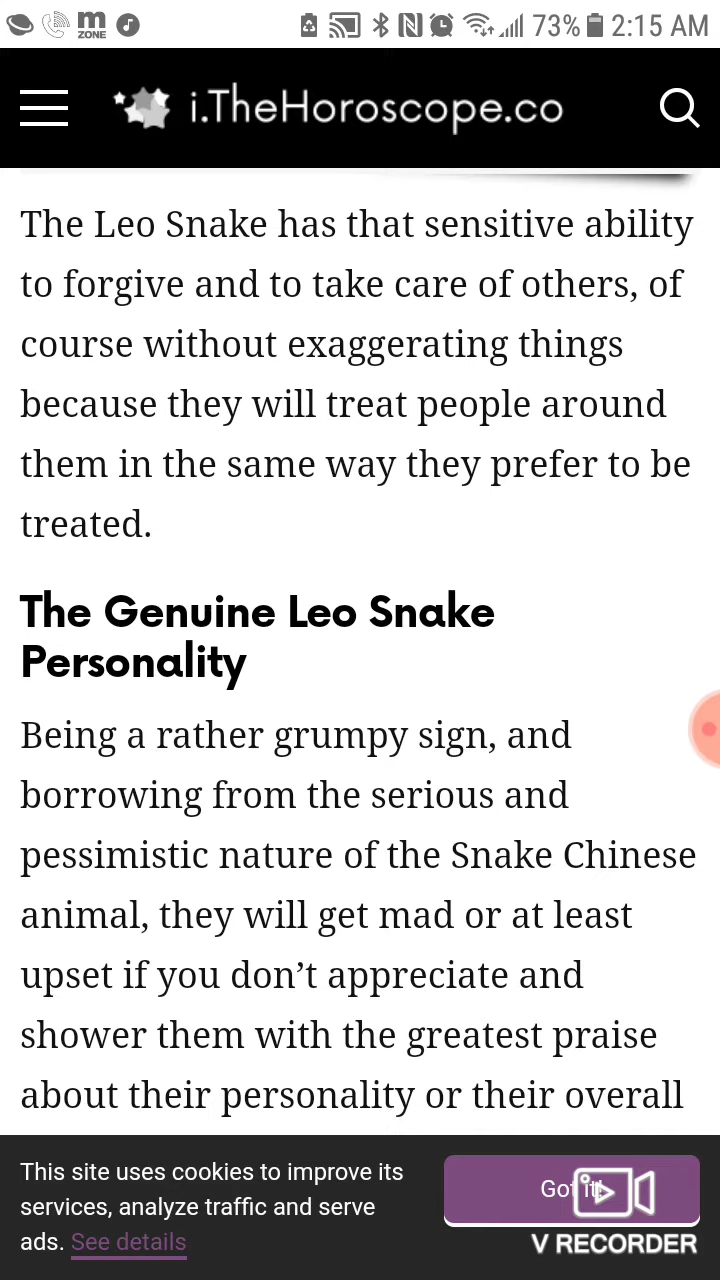 m ZONE 73% 2:15 AM
i.TheHoroscope.co
The Leo Snake has that sensitive ability
to forgive and to take care of others, of
course without exaggerating things
because they will treat people around
them in the same way they prefer to be
treated.
The Genuine Leo Snake
Personality
Being a rather grumpy sign, and
borrowing from the serious and
pessimistic nature of the Snake Chinese
animal, they will get mad or at least
upset if you don’t appreciate and
shower them with the greatest praise
about their personality or their overall
This site uses cookies to improve its
services, analyze traffic and serve
ads. See details
Got it!
V RECORDER